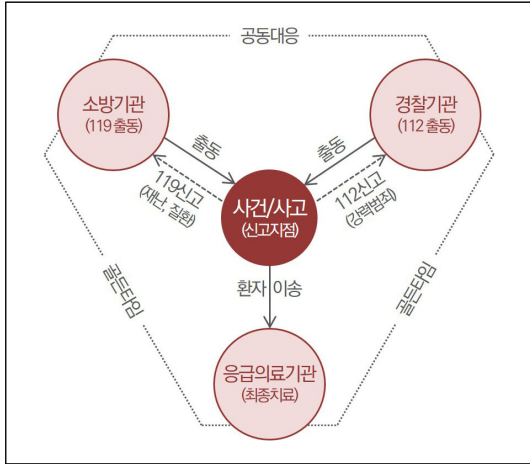 공동대응
소방기관
(119 출동)
경찰기관
(112 출동)
출동
출동
119신고
(재난, 질환)
112신고
(강력범죄)
사건/사고
(신고지점)
골든타임
골든타임
환자 이송
응급의료기관
(최종치료)